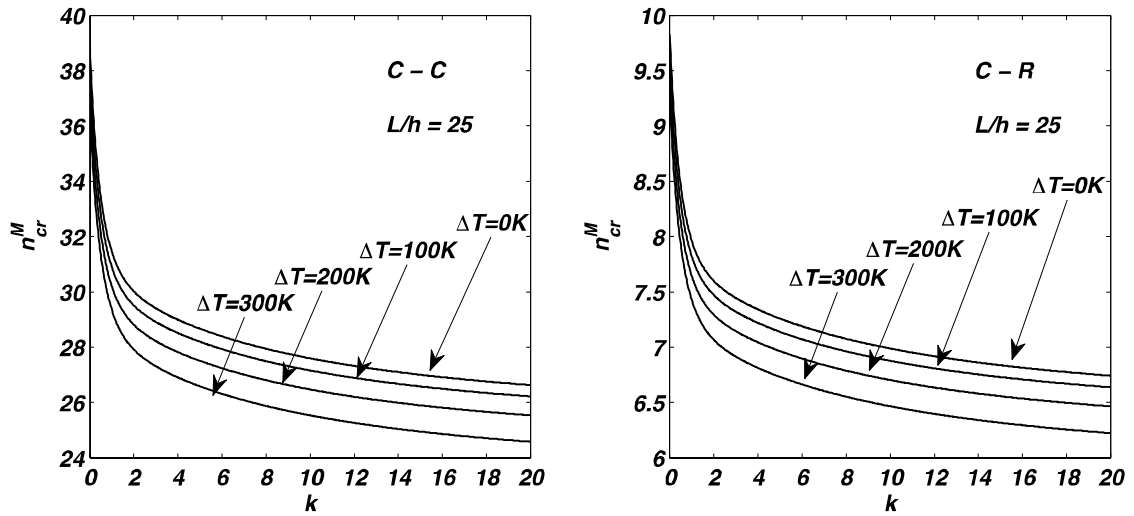 40
38
36
34
32
30
28
26
24
n_cr^M
C – C
L/h = 25
ΔT=0K
ΔT=100K
ΔT=200K
ΔT=300K
0 2 4 6 8 10 12 14 16 18 20
k
10
9.5
9
8.5
8
7.5
7
6.5
6
n_cr^M
C – R
L/h = 25
ΔT=0K
ΔT=100K
ΔT=200K
ΔT=300K
0 2 4 6 8 10 12 14 16 18 20
k